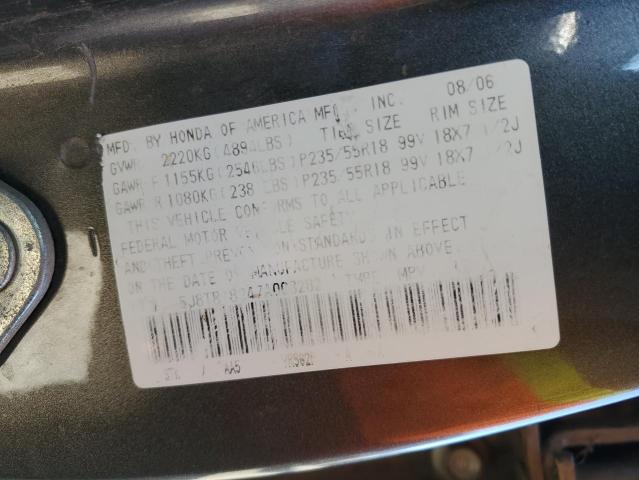 08/06
MFD. BY HONDA OF AMERICA MFG., INC.
GVWR 2220KG(4894LBS) TIRE SIZE RIM SIZE
GAWR F 1155KG(2546LBS) P235/55R18 99V 18X7 1/2J
GAWR R 1080KG( LBS) P235/55R18 99V 18X7 1/2J
THIS VEHICLE CONFORMS TO ALL APPLICABLE
FEDERAL MOTOR VEHICLE SAFETY
AND THEFT PREVENTION STANDARDS IN EFFECT
ON THE DATE OF MANUFACTURE SHOWN ABOVE.
TYPE: MPV